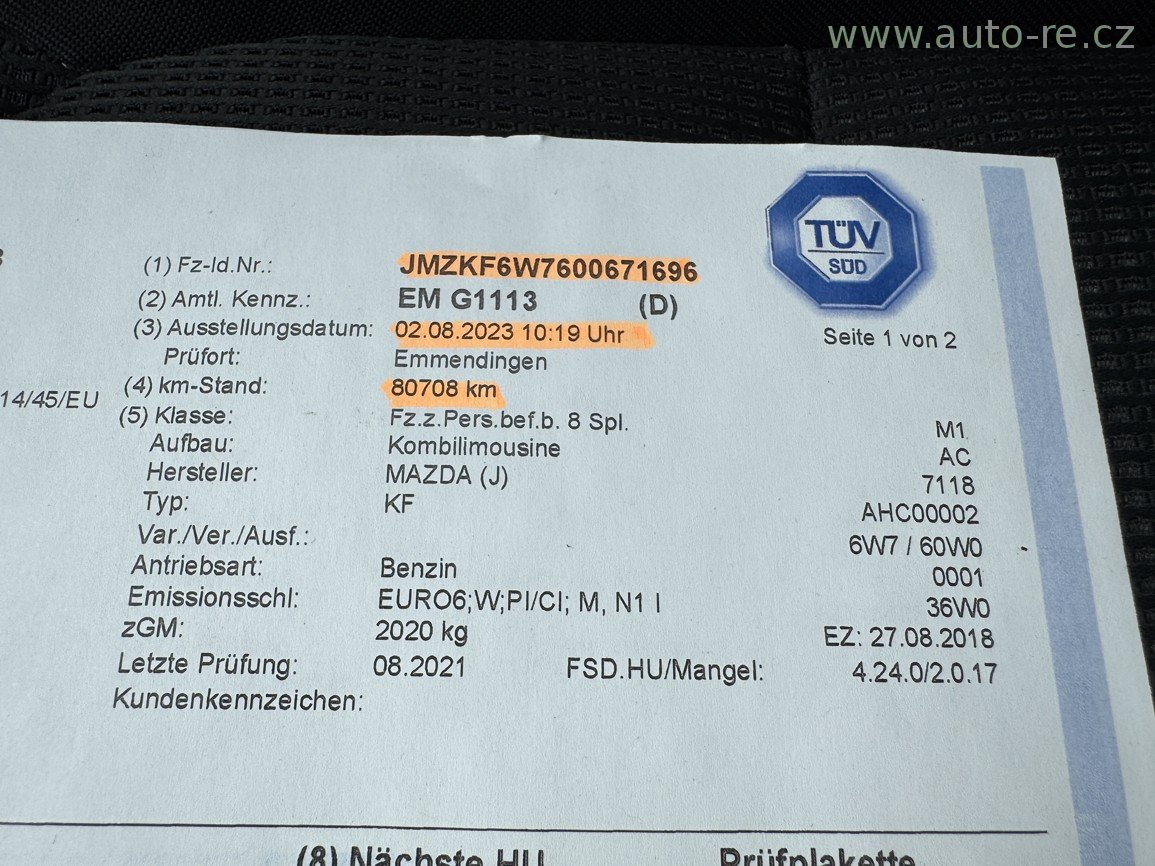 www.auto-re.cz
TÜV
SÜD
(1) Fz-Id.Nr.: JMZKF6W7600671696
(2) Amtl. Kennz.: EM G1113 (D)
(3) Ausstellungsdatum: 02.08.2023 10:19 Uhr Seite 1 von 2
Prüfort: Emmendingen
14/45/EU (4) km-Stand: 80708 km
(5) Klasse: Fz.z.Pers.bef.b. 8 Spl. M1
Aufbau: Kombilimousine AC
Hersteller: MAZDA (J) 7118
Typ: KF AHC00002
Var./Ver./Ausf.: 6W7 / 60W0
Antriebsart: Benzin 0001
Emissionsschl: EURO6;W;PI/CI; M, N1 I 36W0
zGM: 2020 kg EZ: 27.08.2018
Letzte Prüfung: 08.2021 FSD.HU/Mangel: 4.24.0/2.0.17
Kundenkennzeichen:
(8) Nächste HU Prüfplakette